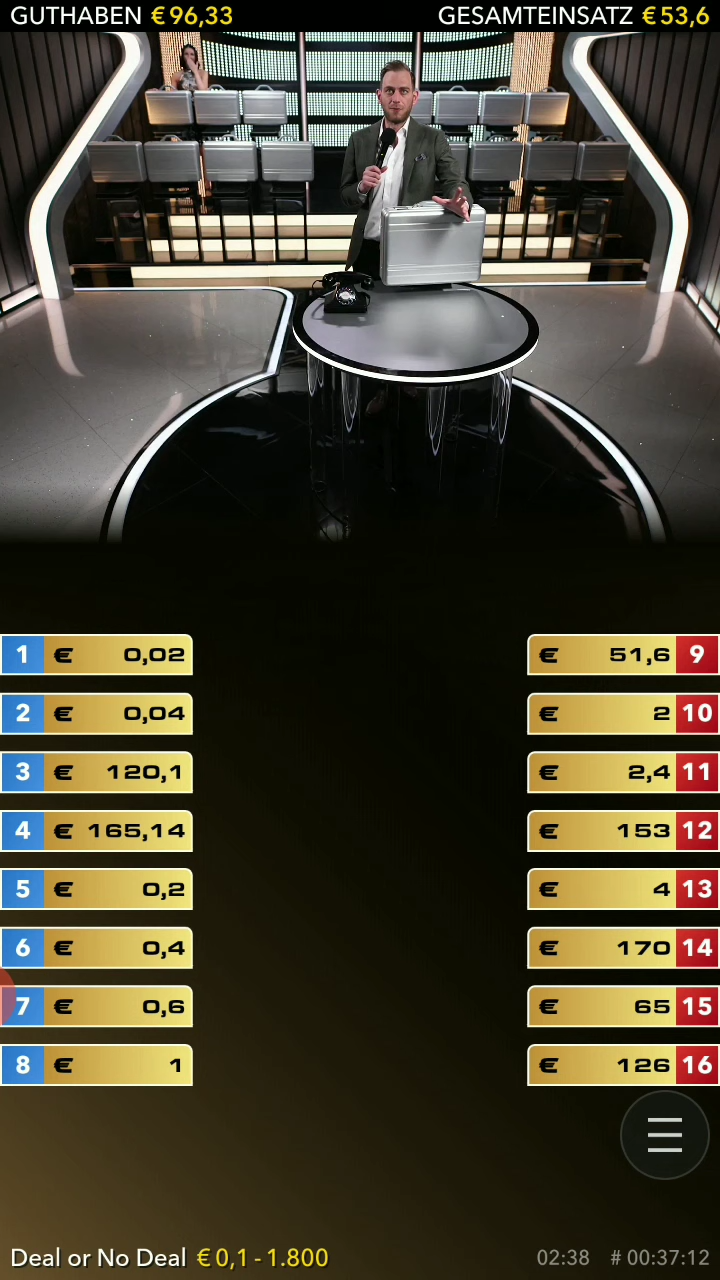 GUTHABEN €96,33 GESAMTEINSATZ €53,6
1 € 0,02
2 € 0,04
3 € 120,1
4 € 165,14
5 € 0,2
6 € 0,4
7 € 0,6
8 € 1
€ 51,6 9
€ 2 10
€ 2,4 11
€ 153 12
€ 4 13
€ 170 14
€ 65 15
€ 126 16
Deal or No Deal €0,1-1.800 02:38 #00:37:12